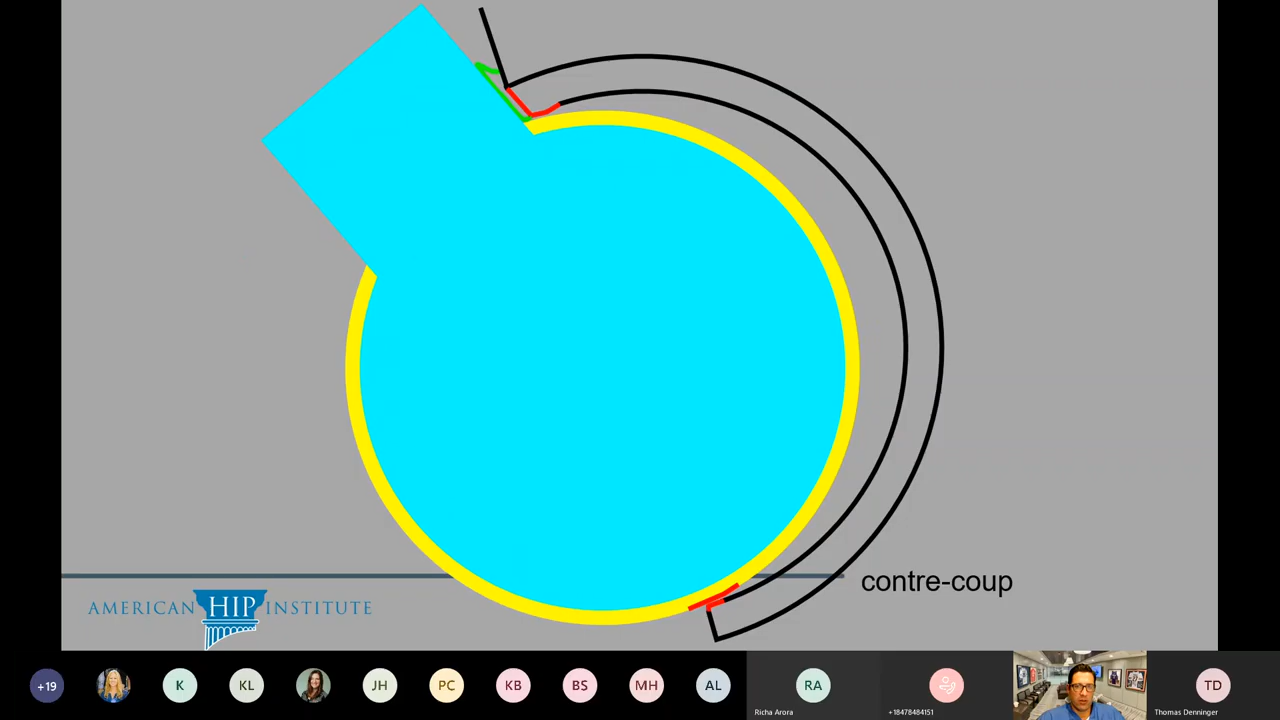 contre-coup
AMERICAN HIP INSTITUTE
+19
K
KL
JH
PC
KB
BS
MH
AL
RA
TD
Richa Arora
+18478484151
Thomas Denninger